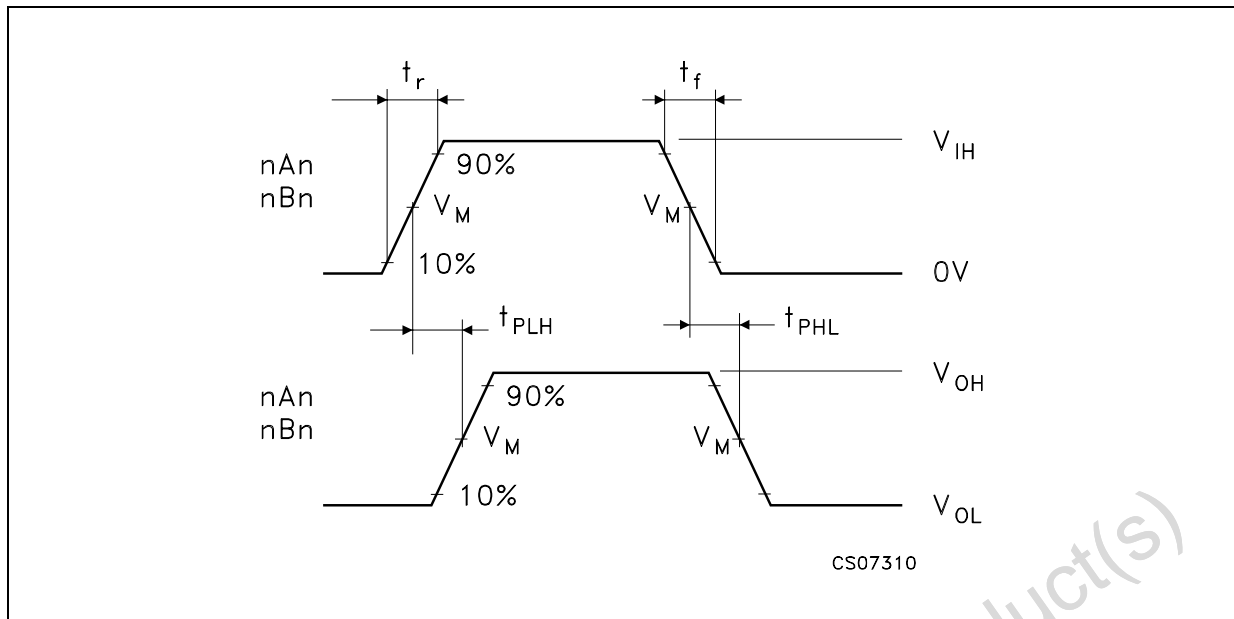 t_r t_f
nAn
nBn
90%
V_M V_M
10%
V_IH
0V
t_PLH t_PHL
nAn
nBn
90%
V_M V_M
10%
V_OH
V_OL
CS07310